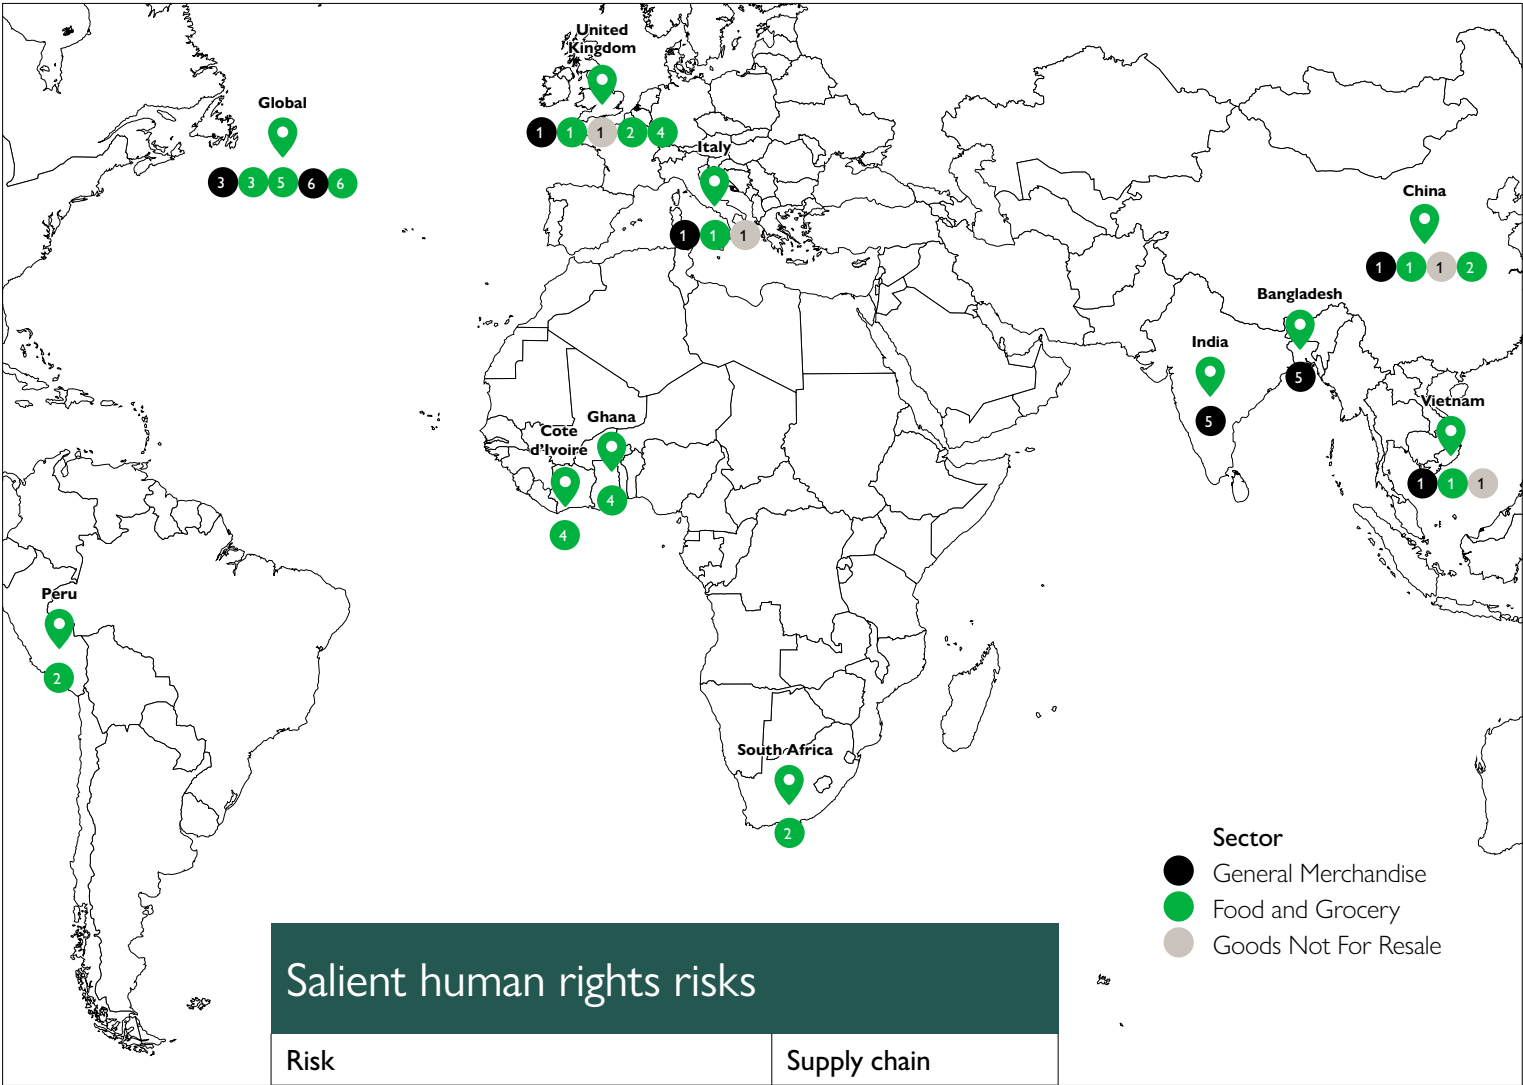 United
Kingdom
1 1 1 2 4
Global
3 3 5 6 6
Italy
1 1 1
China
1 1 1 2
Bangladesh
5
India
5
Vietnam
1 1 1
Ghana
4
Cote
d'Ivoire
4
Peru
2
South Africa
2
Sector
General Merchandise
Food and Grocery
Goods Not For Resale
Salient human rights risks
Risk
Supply chain